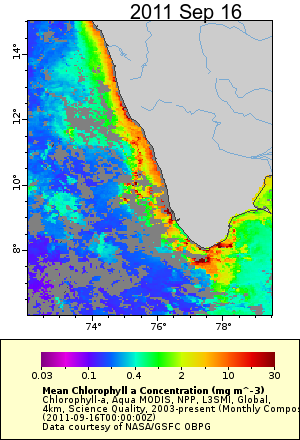 2011 Sep 16
14°
12°
10°
8°
74° 76° 78°
0.03 0.1 0.4 2 10 30
Mean Chlorophyll a Concentration (mg m^-3)
Chlorophyll-a, Aqua MODIS, NPP, L3SMI, Global,
4km, Science Quality, 2003-present (Monthly Compos
(2011-09-16T00:00:00Z)
Data courtesy of NASA/GSFC OBPG